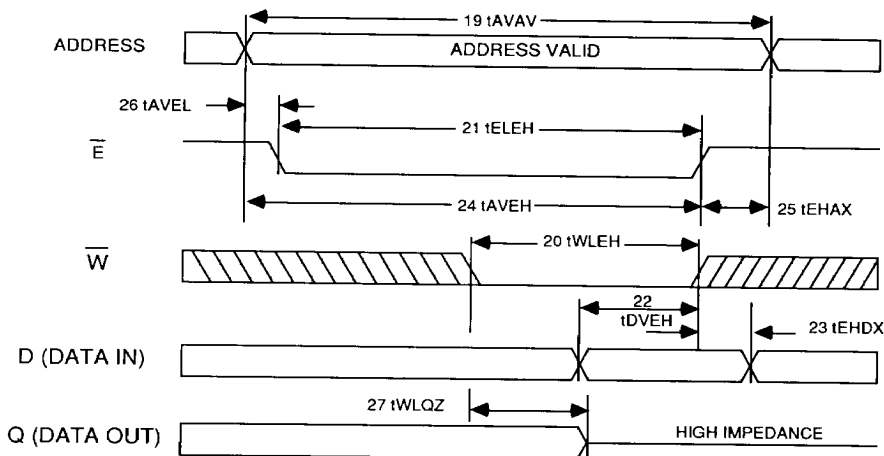 19 tAVAV
ADDRESS
ADDRESS VALID
26 tAVEL
21 tELEH
E
24 tAVEH
25 tEHAX
20 tWLEH
W
22
tDVEH
23 tEHDX
D (DATA IN)
27 tWLQZ
Q (DATA OUT)
HIGH IMPEDANCE